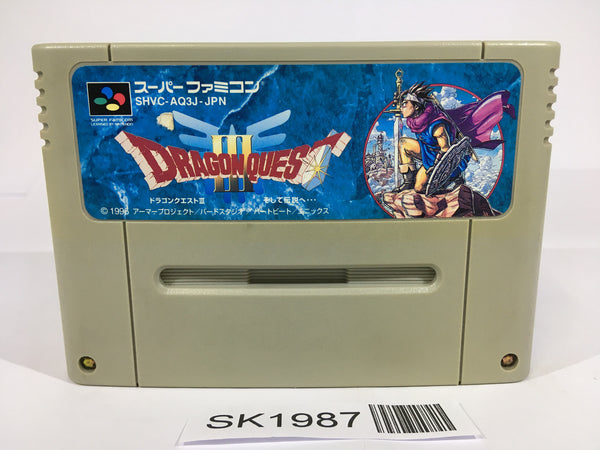 スーパーファミコン
SHVC-AQ3J-JPN
SUPER FAMICOM
LICENSED BY NINTENDO
DRAGON QUEST
III
ドラゴンクエストIII そして伝説へ…
© 1996 アーマープロジェクト/バードスタジオ/ハートビート/エニックス
SK1987